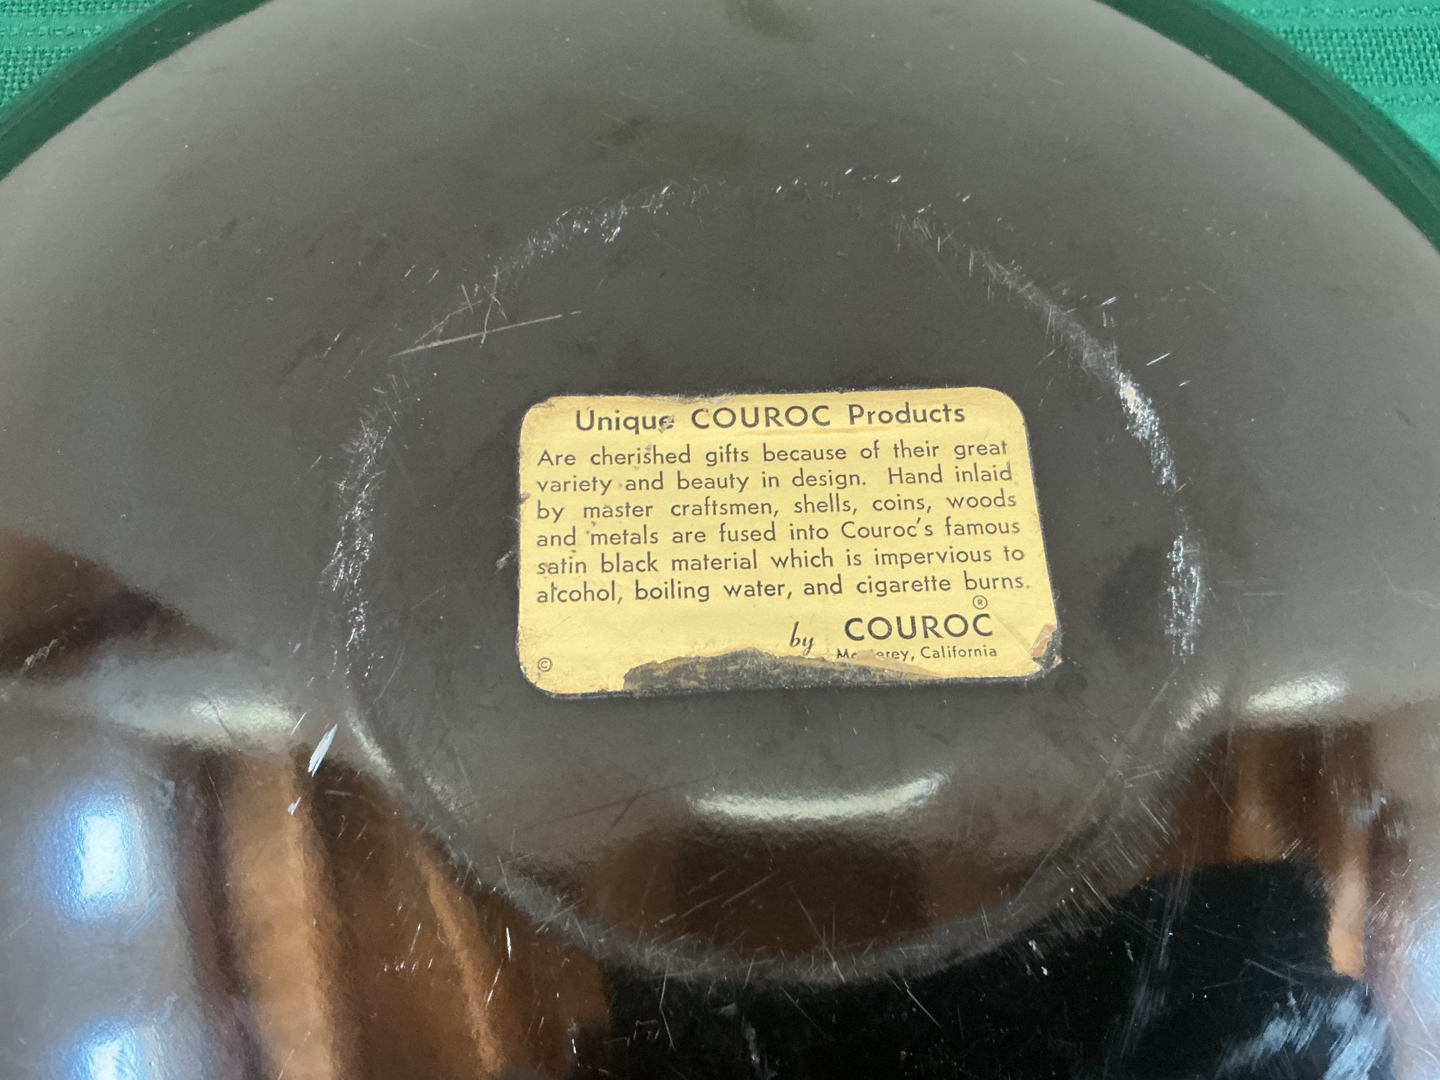 Unique COUROC Products
Are cherished gifts because of their great
variety and beauty in design. Hand inlaid
by master craftsmen, shells, coins, woods
and metals are fused into Couroc's famous
satin black material which is impervious to
alcohol, boiling water, and cigarette burns.
®
by COUROC
Monterey, California
©